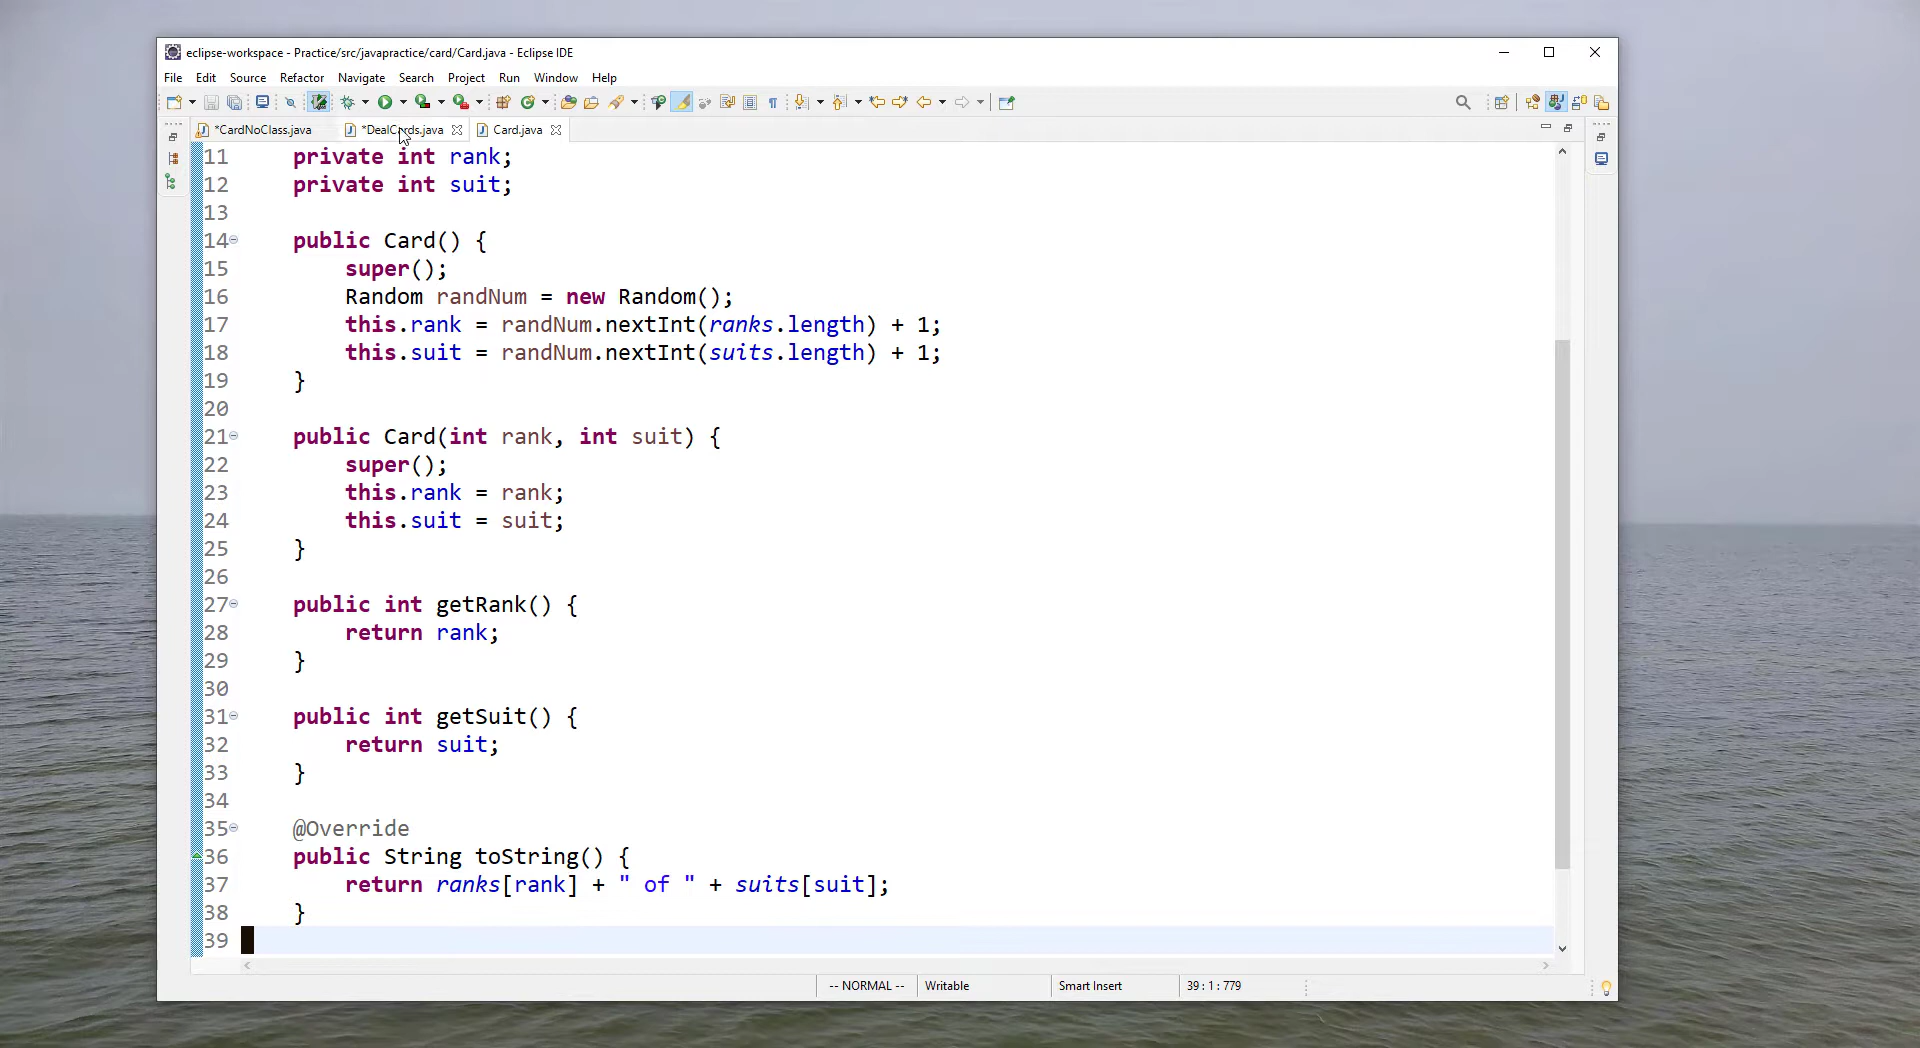 eclipse-workspace - Practice/src/javapractice/card/Card.java - Eclipse IDE
File Edit Source Refactor Navigate Search Project Run Window Help
*CardNoClass.java *DealCards.java Card.java
11 private int rank;
12 private int suit;
13
14 public Card() {
15 super();
16 Random randNum = new Random();
17 this.rank = randNum.nextInt(ranks.length) + 1;
18 this.suit = randNum.nextInt(suits.length) + 1;
19 }
20
21 public Card(int rank, int suit) {
22 super();
23 this.rank = rank;
24 this.suit = suit;
25 }
26
27 public int getRank() {
28 return rank;
29 }
30
31 public int getSuit() {
32 return suit;
33 }
34
35 @Override
36 public String toString() {
37 return ranks[rank] + " of " + suits[suit];
38 }
39
-- NORMAL -- Writable Smart Insert 39 : 1 : 779